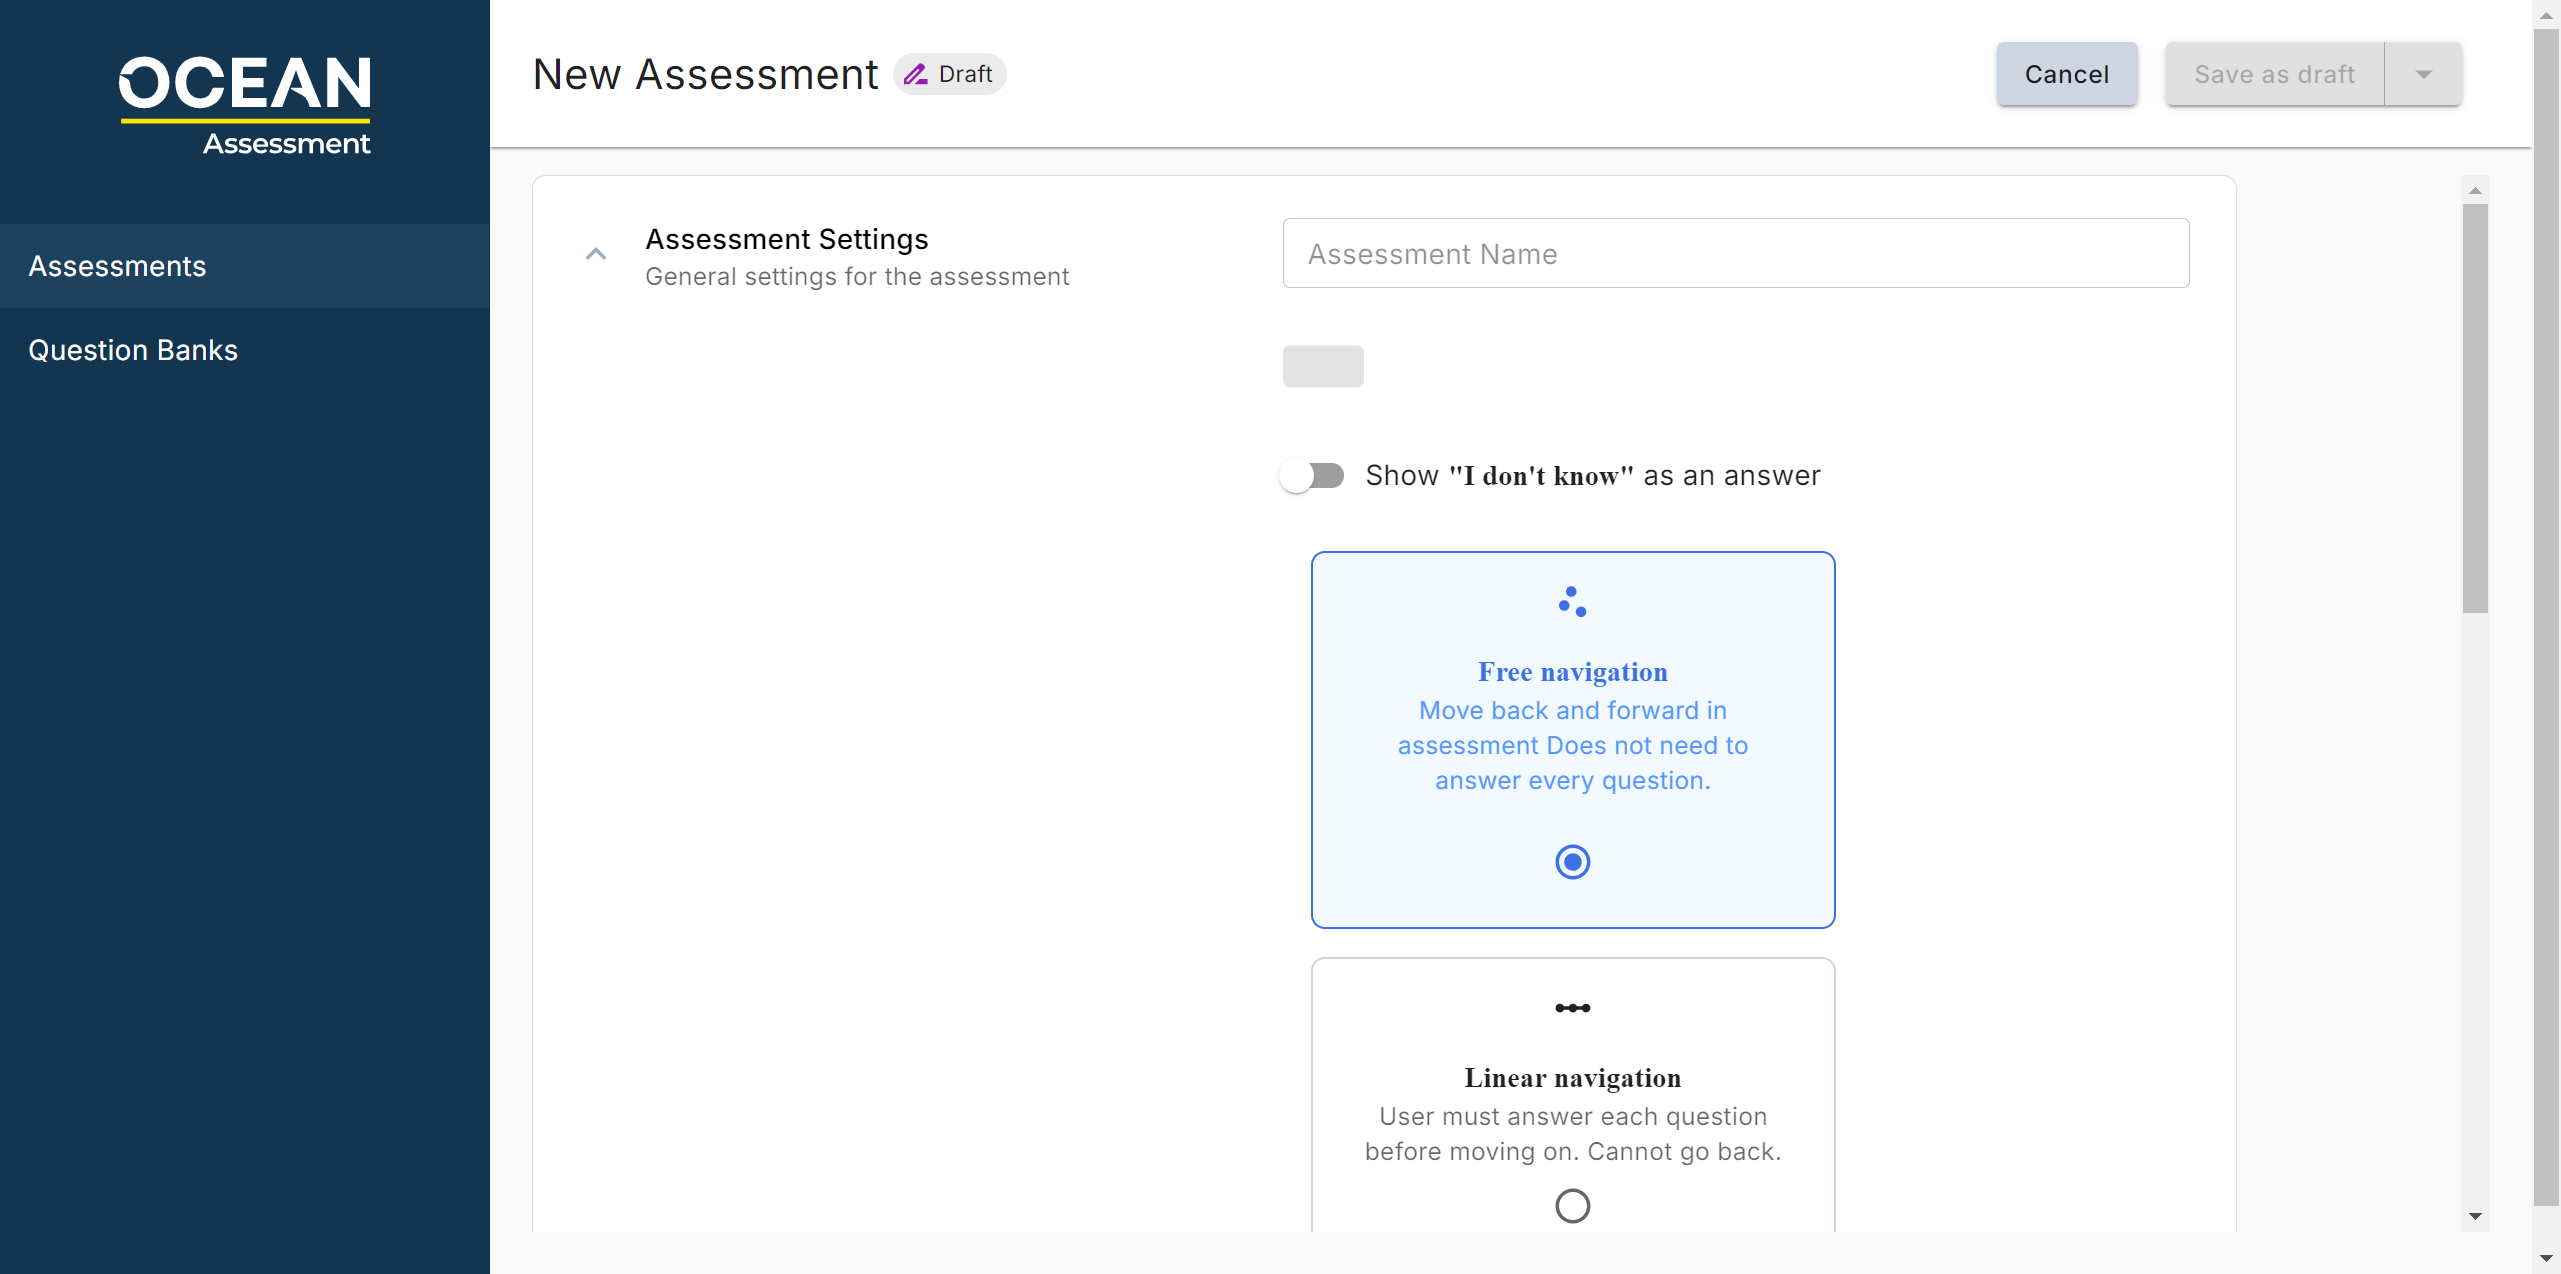 OCEAN
Assessment
Assessments
Question Banks
New Assessment
Draft
Cancel
Save as draft
Assessment Settings
General settings for the assessment
Assessment Name
Show "I don't know" as an answer
Free navigation
Move back and forward in
assessment Does not need to
answer every question.
Linear navigation
User must answer each question
before moving on. Cannot go back.